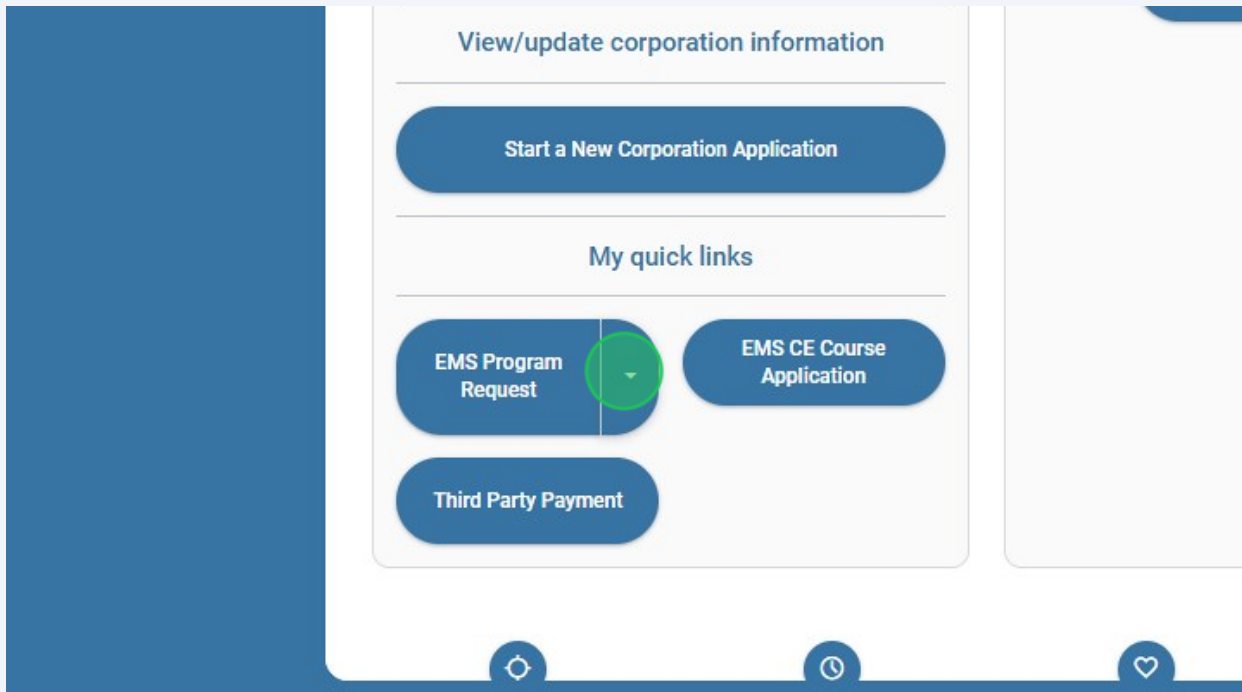 View/update corporation information
Start a New Corporation Application
My quick links
EMS Program
Request
EMS CE Course
Application
Third Party Payment